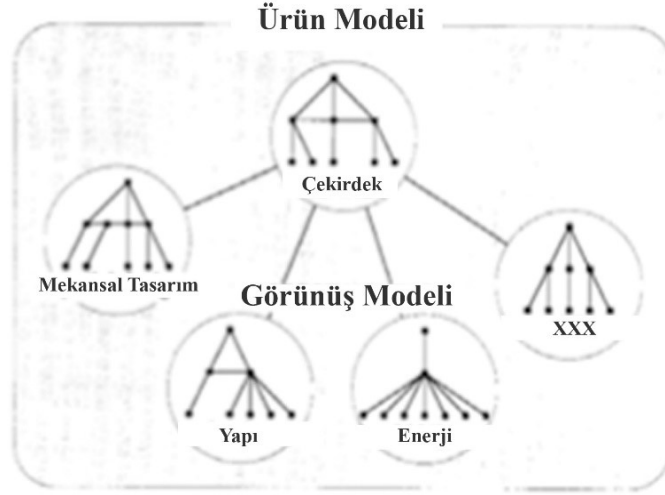 Ürün Modeli
Çekirdek
Mekansal Tasarım
Görünüş Modeli
XXX
Yapı
Enerji